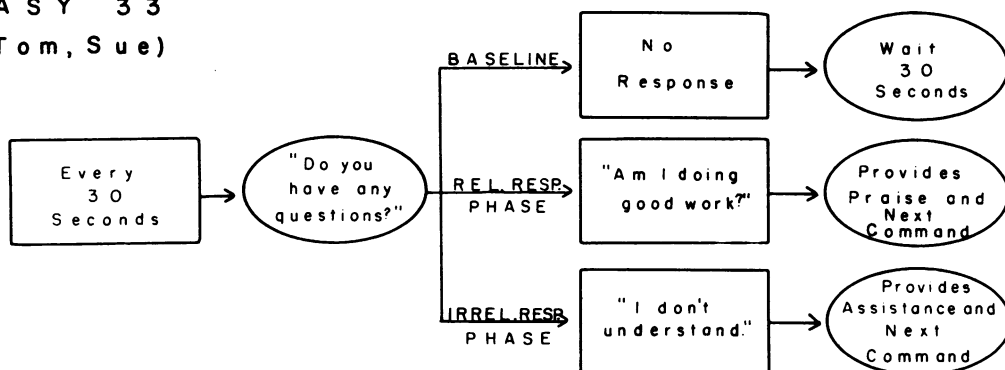 ASY 33
Tom, Sue)
Every
30
Seconds
"Do you
have any
questions?"
BASELINE
No
Response
Wait
30
Seconds
REL. RESP.
PHASE
"Am I doing
good work?"
Provides
Praise and
Next
Command
IRREL. RESP.
PHASE
"I don't
understand."
Provides
Assistance and
Next
Command